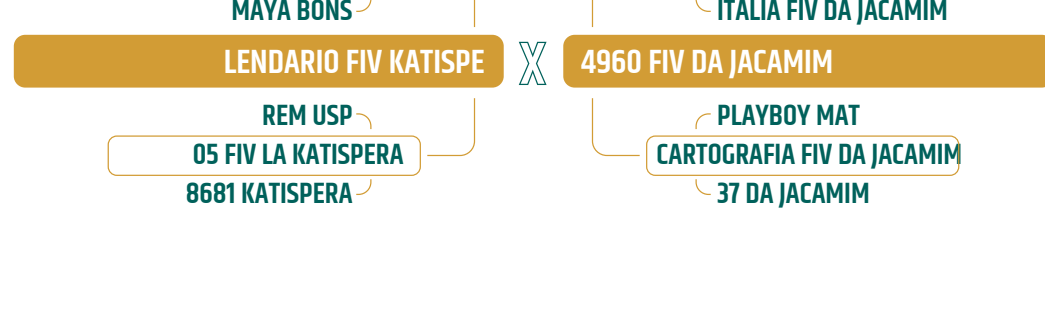 MAYA BONS
ITALIA FIV DA JACAMIM
LENDARIO FIV KATISPE X 4960 FIV DA JACAMIM
REM USP
PLAYBOY MAT
05 FIV LA KATISPERA
CARTOGRAFIA FIV DA JACAMIM
8681 KATISPERA
37 DA JACAMIM